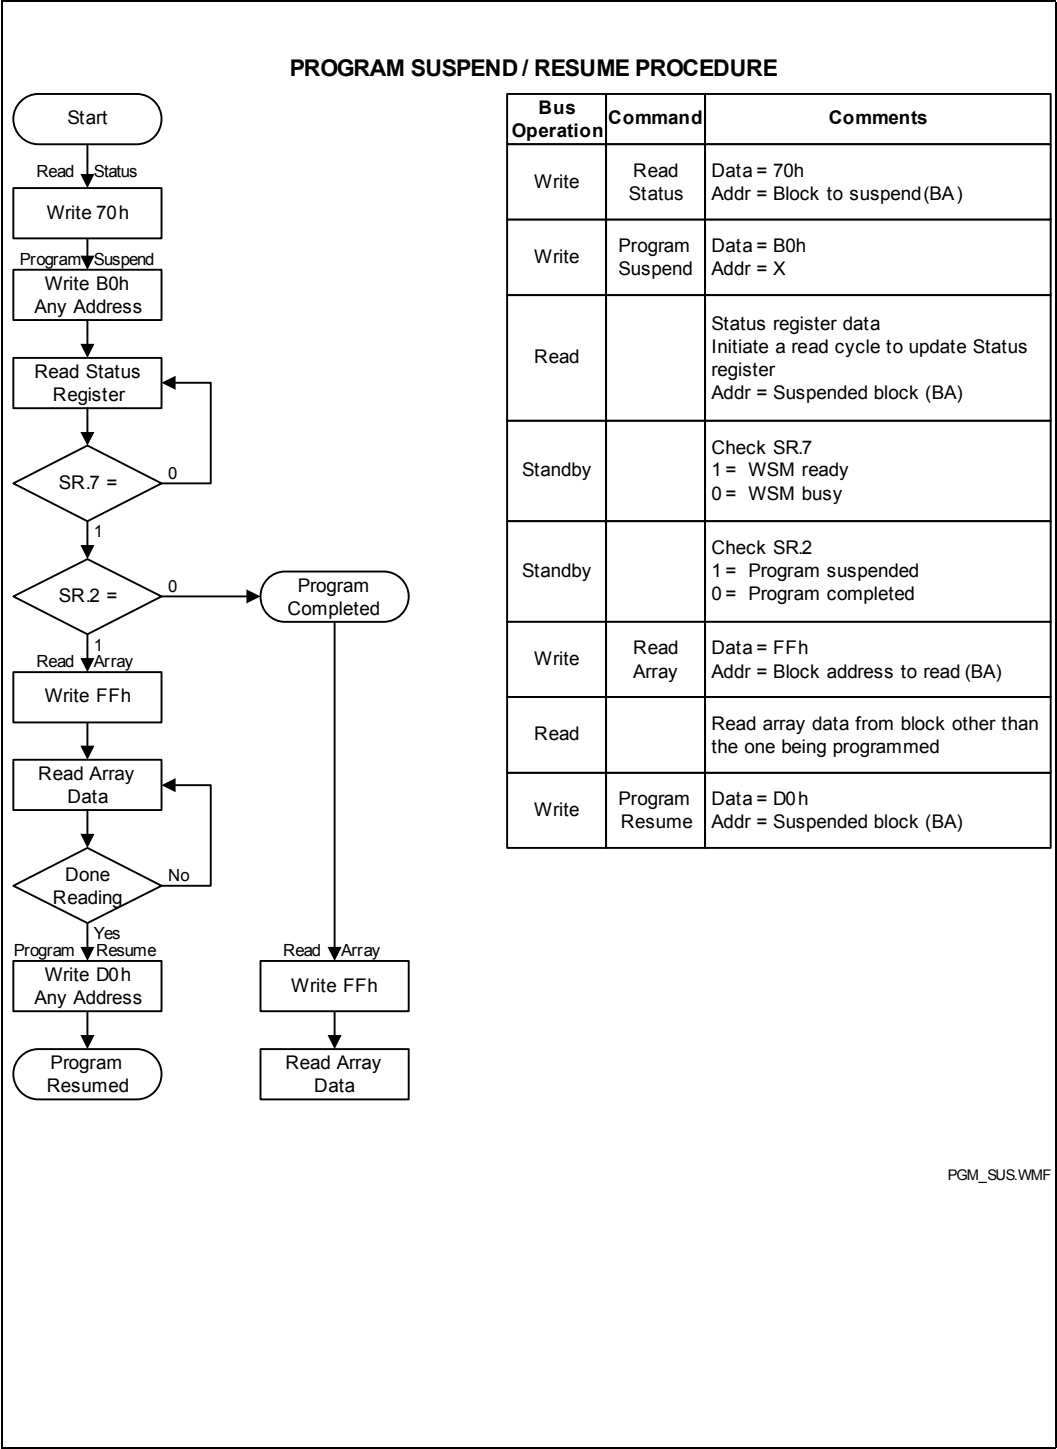 PROGRAM SUSPEND / RESUME PROCEDURE
Start
Read Status
Write 70h
Program Suspend
Write B0h
Any Address
Read Status
Register
SR.7 =
0
1
SR.2 =
0
Program
Completed
1
Read Array
Write FFh
Read Array
Data
Done
Reading
No
Yes
Program Resume
Write D0h
Any Address
Program
Resumed
Read Array
Write FFh
Read Array
Data
Bus
Operation
Command
Comments
Write
Read
Status
Data = 70h
Addr = Block to suspend (BA)
Write
Program
Suspend
Data = B0h
Addr = X
Read
Status register data
Initiate a read cycle to update Status
register
Addr = Suspended block (BA)
Standby
Check SR.7
1 = WSM ready
0 = WSM busy
Standby
Check SR.2
1 = Program suspended
0 = Program completed
Write
Read
Array
Data = FFh
Addr = Block address to read (BA)
Read
Read array data from block other than
the one being programmed
Write
Program
Resume
Data = D0h
Addr = Suspended block (BA)
PGM_SUS.WMF